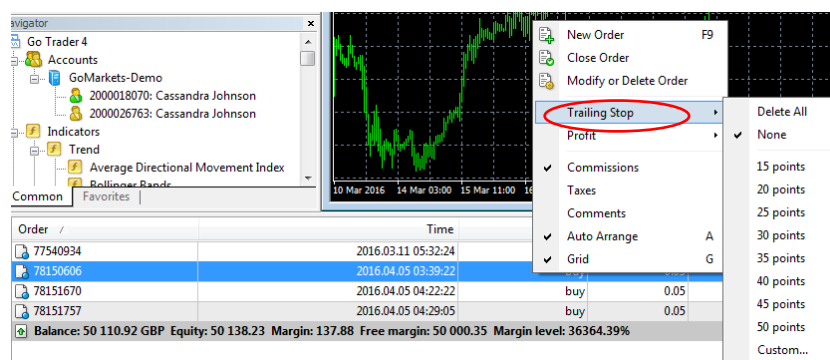 avigator
Go Trader 4
Accounts
GoMarkets-Demo
2000018070: Cassandra Johnson
2000026763: Cassandra Johnson
Indicators
Trend
Average Directional Movement Index
Bollinger Bands
Common Favorites
10 Mar 2016 14 Mar 03:00 15 Mar 11:00 16
New Order F9
Close Order
Modify or Delete Order
Trailing Stop
Profit
Commissions
Taxes
Comments
Auto Arrange A
Grid G
Delete All
None
15 points
20 points
25 points
30 points
35 points
40 points
45 points
50 points
Custom...
Order / Time
77540934 2016.03.11 05:32:24
78150606 2016.04.05 03:39:22 buy 0.05
78151670 2016.04.05 04:22:22 buy 0.05
78151757 2016.04.05 04:29:05 buy 0.05
Balance: 50 110.92 GBP Equity: 50 138.23 Margin: 137.88 Free margin: 50 000.35 Margin level: 36364.39%